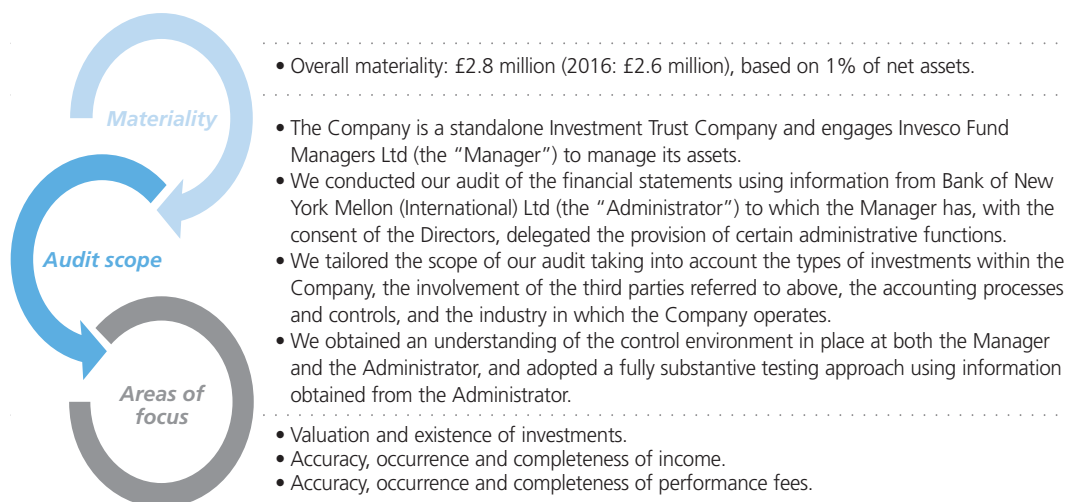 Materiality
• Overall materiality: £2.8 million (2016: £2.6 million), based on 1% of net assets.
Audit scope
• The Company is a standalone Investment Trust Company and engages Invesco Fund
Managers Ltd (the “Manager”) to manage its assets.
• We conducted our audit of the financial statements using information from Bank of New
York Mellon (International) Ltd (the “Administrator”) to which the Manager has, with the
consent of the Directors, delegated the provision of certain administrative functions.
• We tailored the scope of our audit taking into account the types of investments within the
Company, the involvement of the third parties referred to above, the accounting processes
and controls, and the industry in which the Company operates.
• We obtained an understanding of the control environment in place at both the Manager
and the Administrator, and adopted a fully substantive testing approach using information
obtained from the Administrator.
Areas of
focus
• Valuation and existence of investments.
• Accuracy, occurrence and completeness of income.
• Accuracy, occurrence and completeness of performance fees.